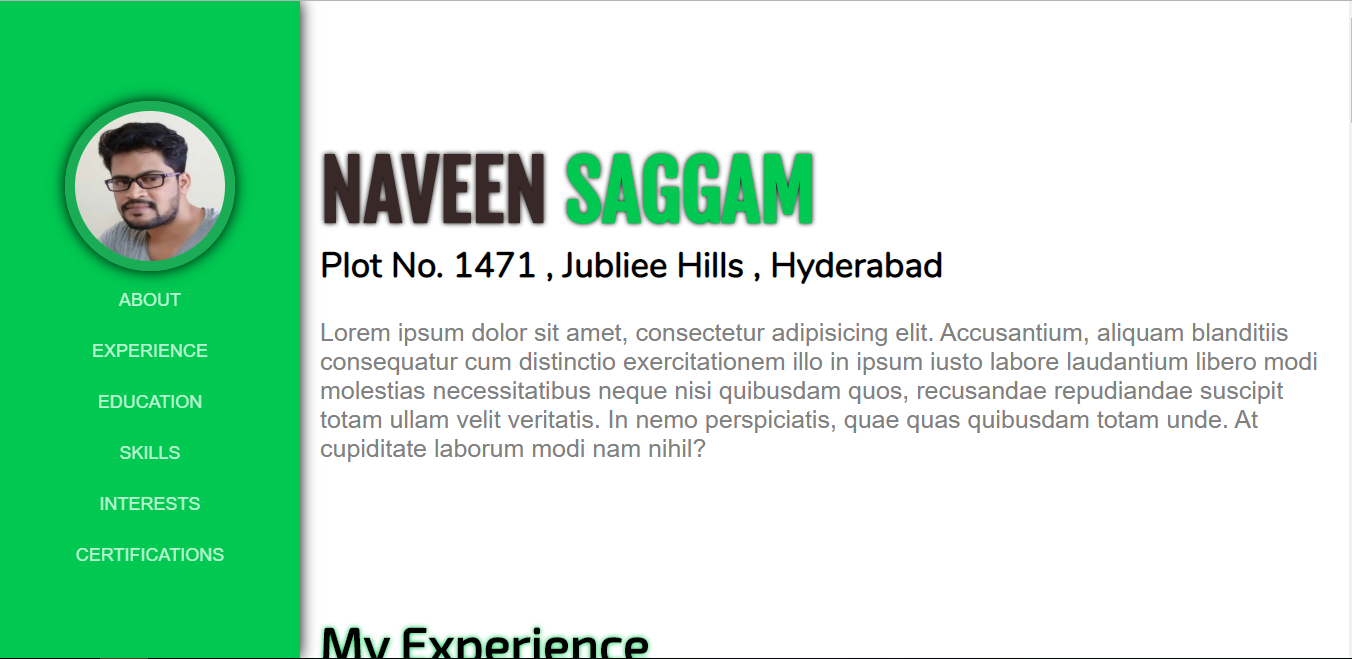 ABOUT
EXPERIENCE
EDUCATION
SKILLS
INTERESTS
CERTIFICATIONS
NAVEEN SAGGAM
Plot No. 1471 , Jubliee Hills , Hyderabad
Lorem ipsum dolor sit amet, consectetur adipisicing elit. Accusantium, aliquam blanditiis
consequatur cum distinctio exercitationem illo in ipsum iusto labore laudantium libero modi
molestias necessitatibus neque nisi quibusdam quos, recusandae repudiandae suscipit
totam ullam velit veritatis. In nemo perspiciatis, quae quas quibusdam totam unde. At
cupiditate laborum modi nam nihil?
My Experience